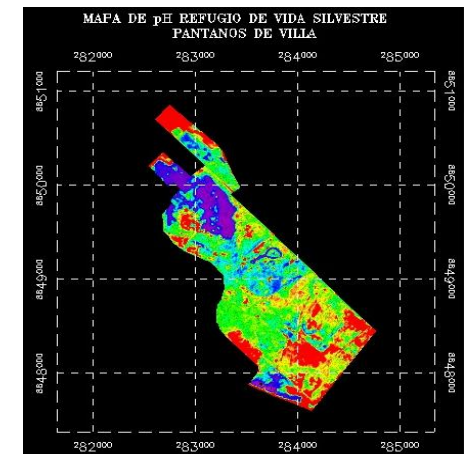 MAPA DE pH REFUGIO DE VIDA SILVESTRE
PANTANOS DE VILLA
282000 283000 284000 285000
8851000 8851000
8850000 8850000
8849000 8849000
8848000 8848000
282000 283000 284000 285000